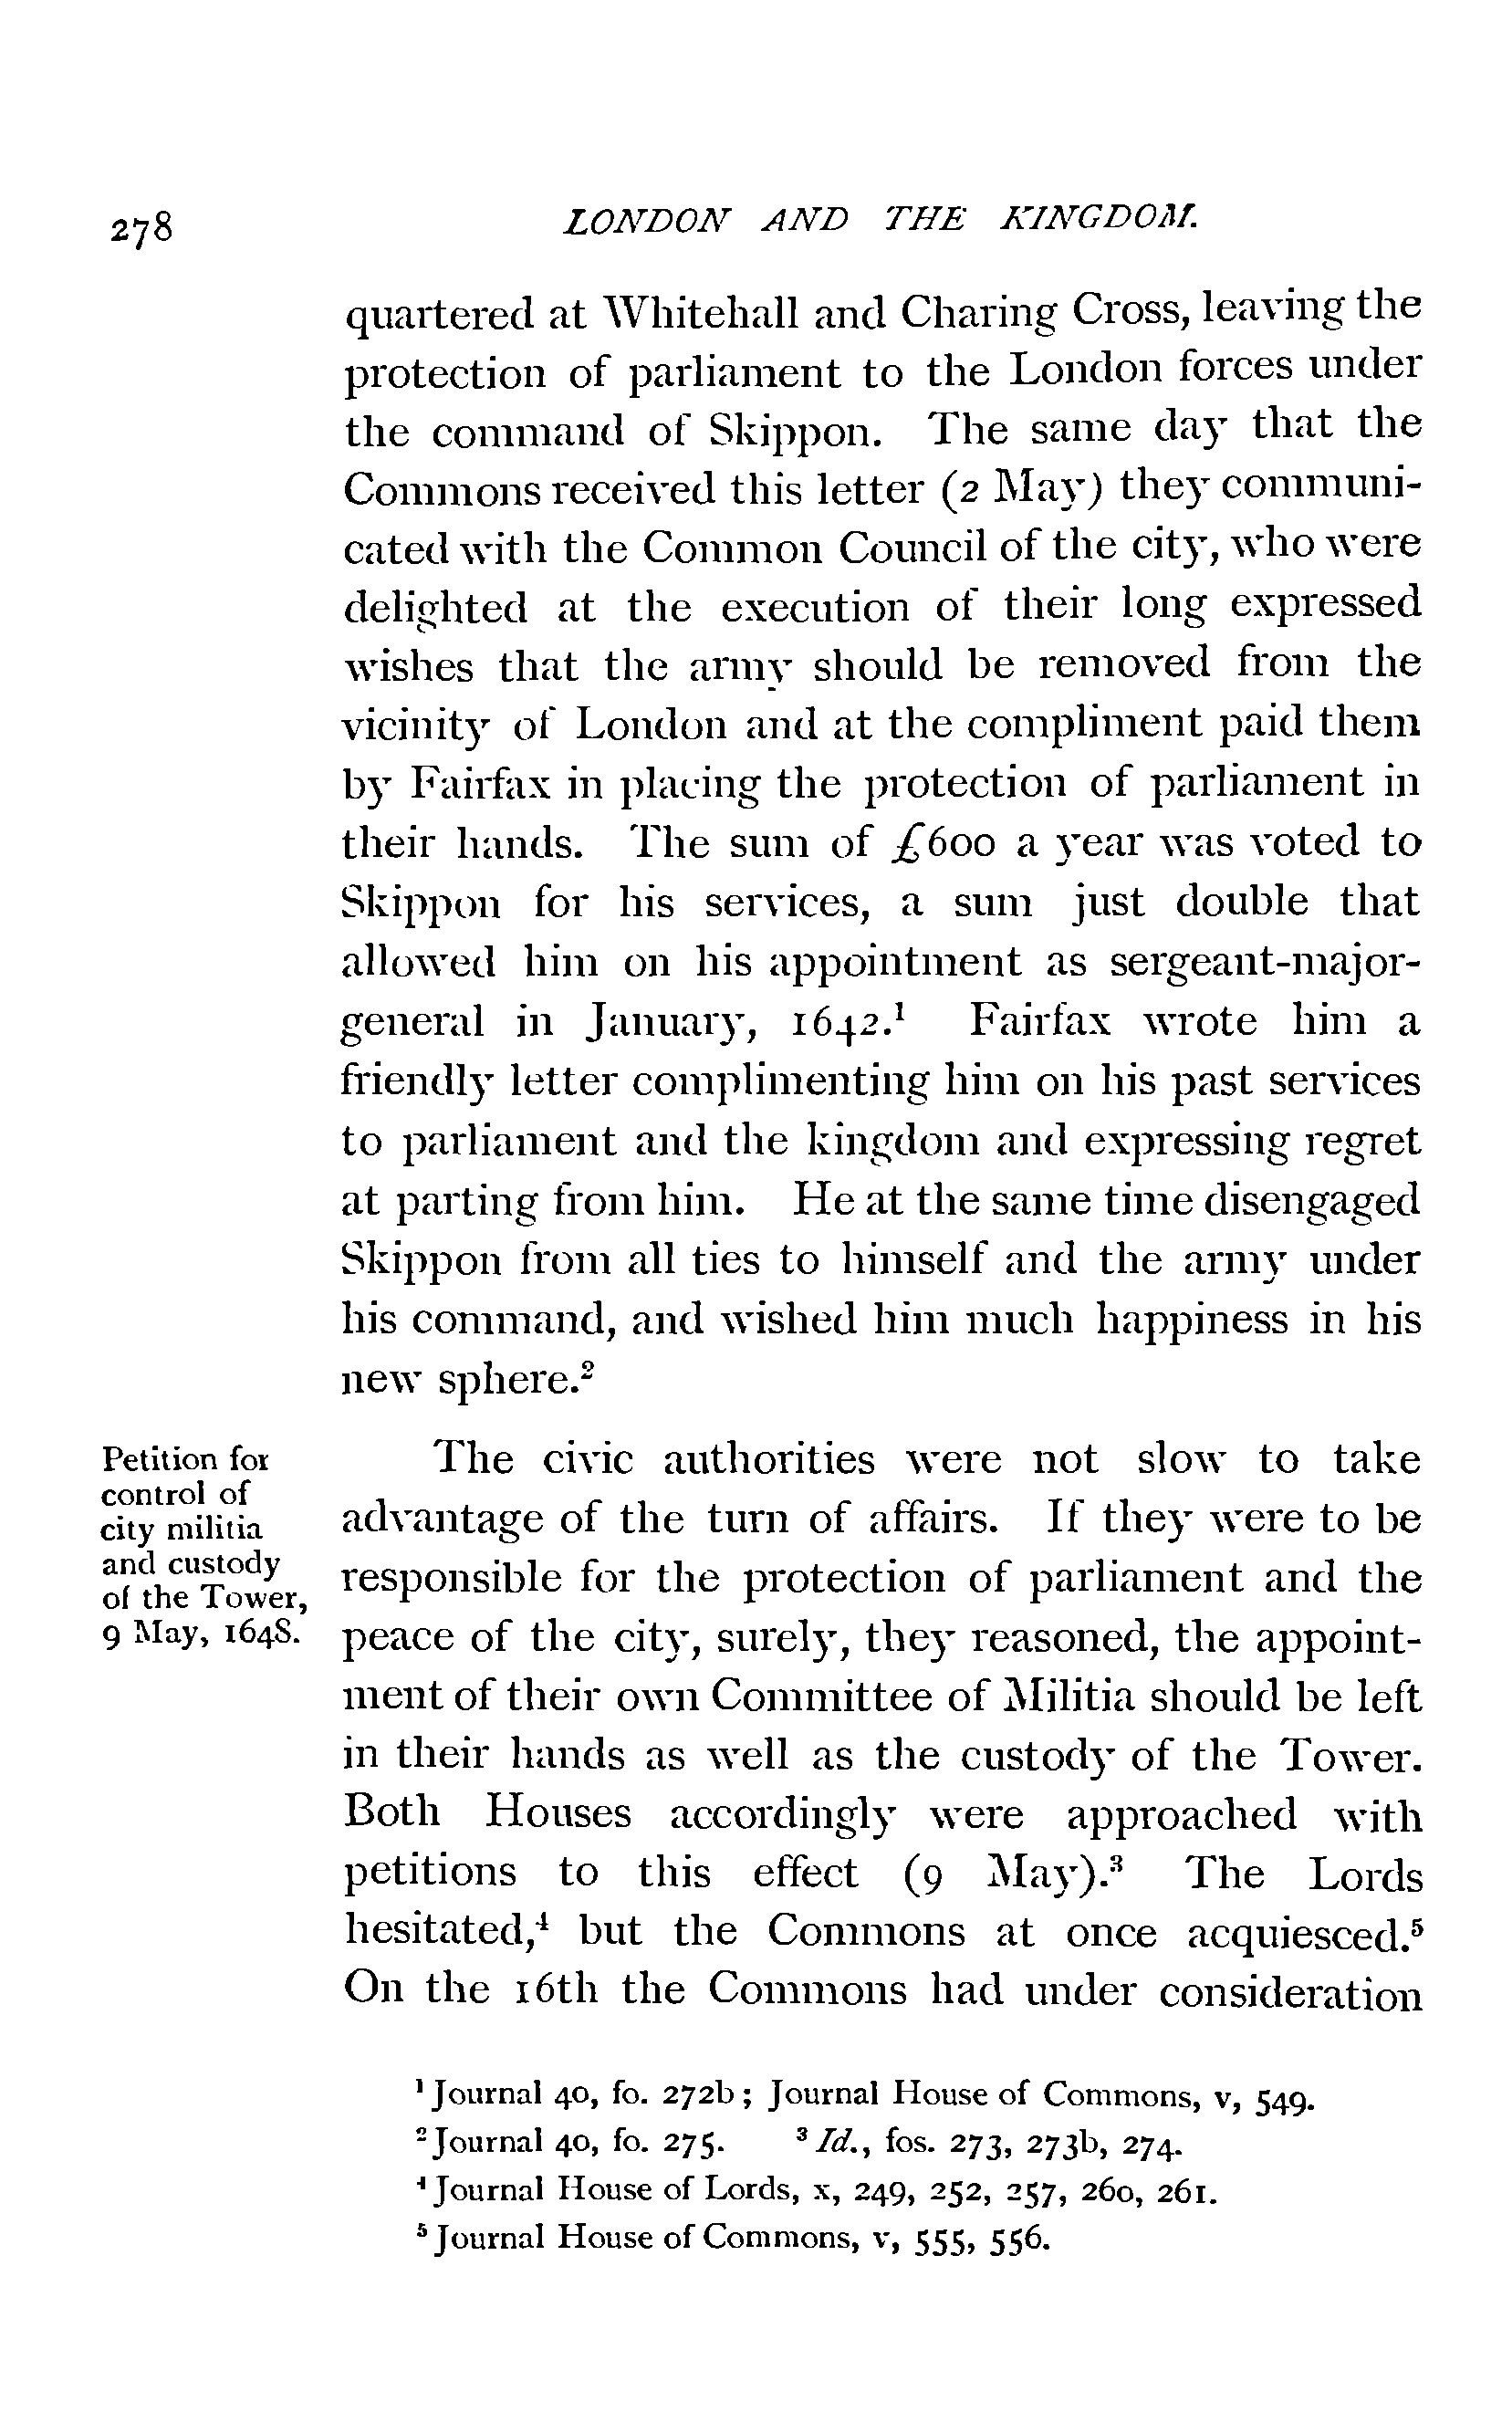 278 LONDON AND THE KINGDOM.
quartered at Whitehall and Charing Cross, leaving the
protection of parliament to the London forces under
the command of Skippon. The same day that the
Commons received this letter (2 May) they communi-
cated with the Common Council of the city, who were
delighted at the execution of their long expressed
wishes that the army should be removed from the
vicinity of London and at the compliment paid them
by Fairfax in placing the protection of parliament in
their hands. The sum of £600 a year was voted to
Skippon for his services, a sum just double that
allowed him on his appointment as sergeant-major-
general in January, 1642.¹ Fairfax wrote him a
friendly letter complimenting him on his past services
to parliament and the kingdom and expressing regret
at parting from him. He at the same time disengaged
Skippon from all ties to himself and the army under
his command, and wished him much happiness in his
new sphere.²
Petition for
control of
city militia
and custody
of the Tower,
9 May, 1648.
The civic authorities were not slow to take
advantage of the turn of affairs. If they were to be
responsible for the protection of parliament and the
peace of the city, surely, they reasoned, the appoint-
ment of their own Committee of Militia should be left
in their hands as well as the custody of the Tower.
Both Houses accordingly were approached with
petitions to this effect (9 May).³ The Lords
hesitated,⁴ but the Commons at once acquiesced.⁵
On the 16th the Commons had under consideration
¹ Journal 40, fo. 272b; Journal House of Commons, v, 549.
² Journal 40, fo. 275. ³ Id., fos. 273, 273b, 274.
⁴ Journal House of Lords, x, 249, 252, 257, 260, 261.
⁵ Journal House of Commons, v, 555, 556.